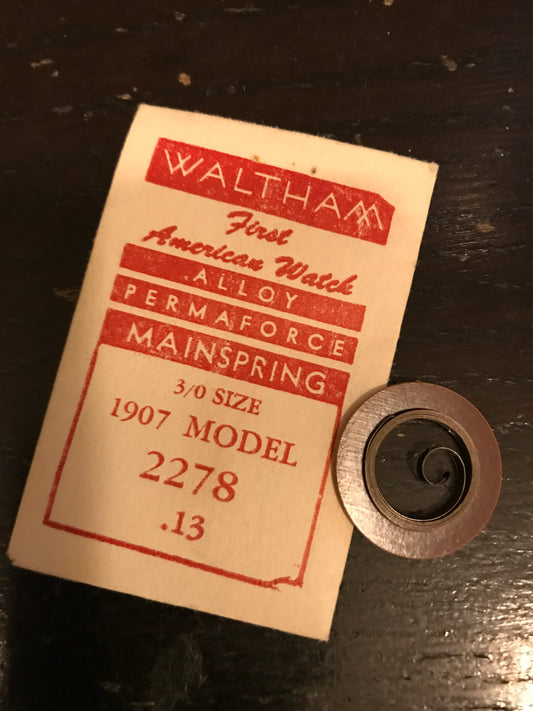 WALTHAM
First
American Watch
ALLOY
PERMAFORCE
MAINSPRING
3/0 SIZE
1907 MODEL
2278
.13